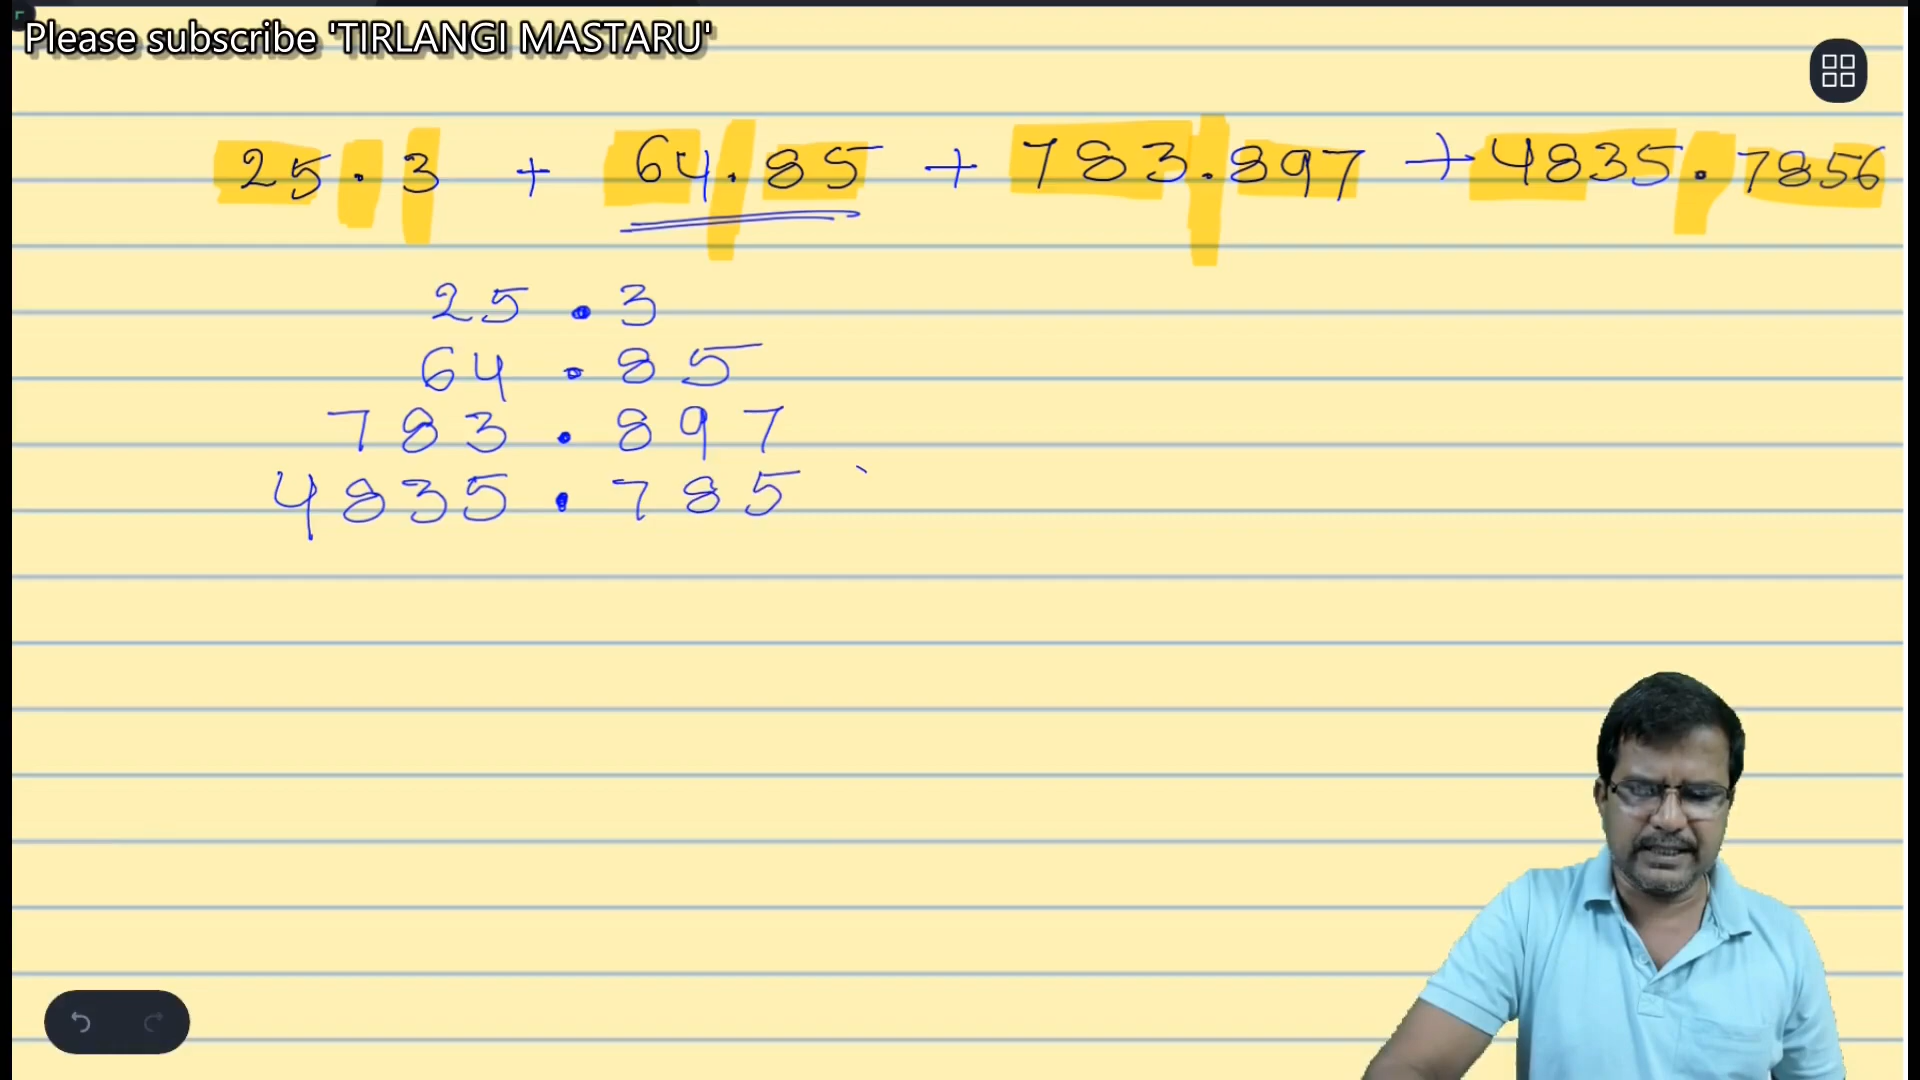 Please subscribe 'TIRLANGI MASTARU'
25.3 + 64.85 + 783.897 + 4835.7856
25.3
64.85
783.897
4835.785